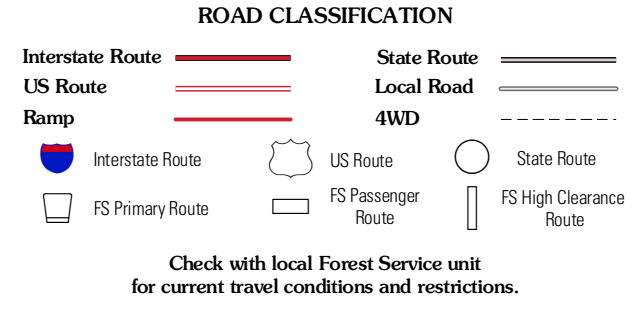 ROAD CLASSIFICATION
Interstate Route
State Route
US Route
Local Road
Ramp
4WD
Interstate Route
US Route
State Route
FS Primary Route
FS Passenger
Route
FS High Clearance
Route
Check with local Forest Service unit
for current travel conditions and restrictions.